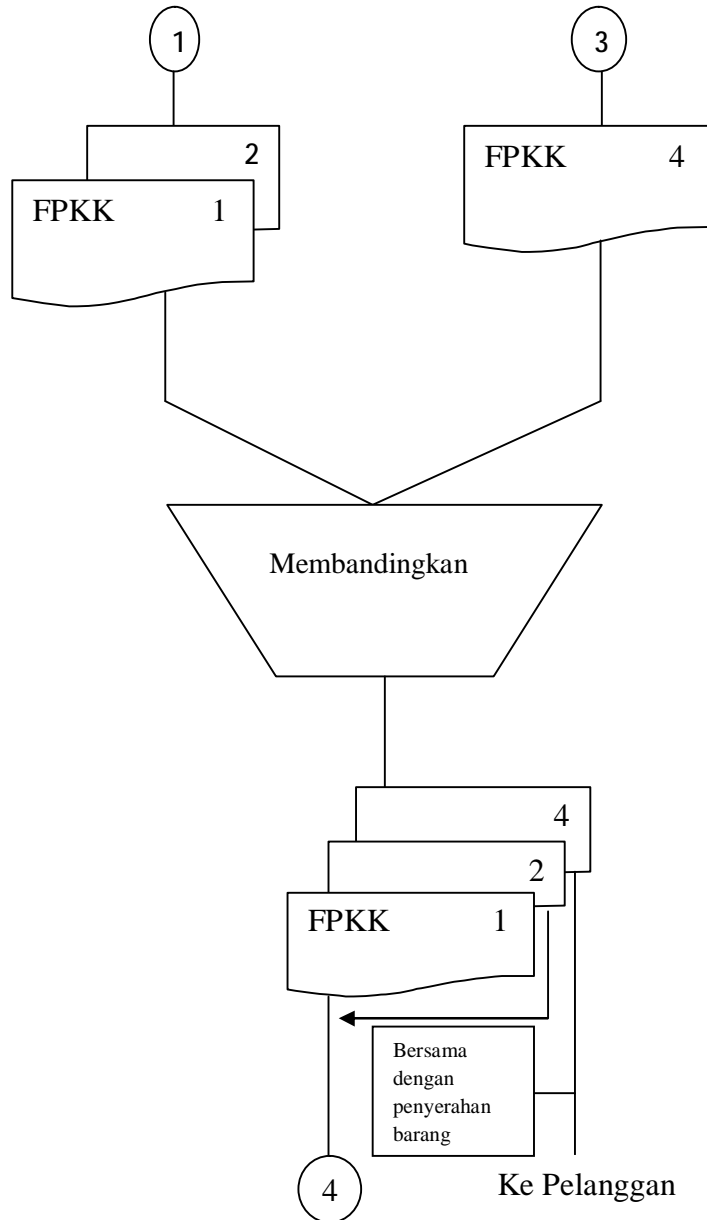 1
3
2
FPKK 1
FPKK 4
Membandingkan
4
2
FPKK 1
Bersama
dengan
penyerahan
barang
4
Ke Pelanggan